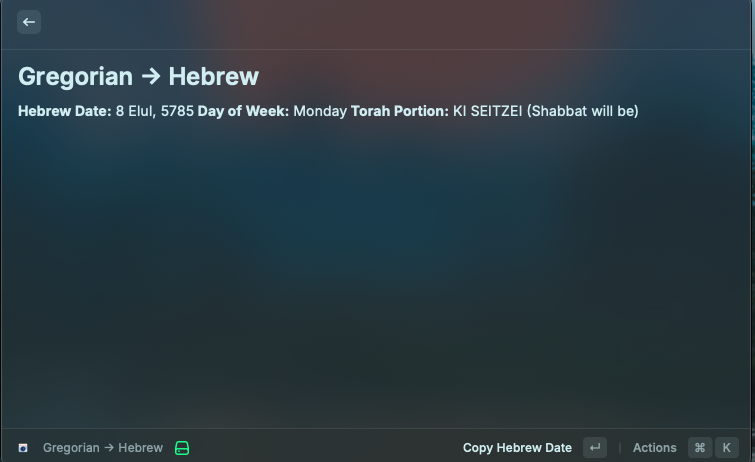 Gregorian → Hebrew
Hebrew Date: 8 Elul, 5785 Day of Week: Monday Torah Portion: KI SEITZEI (Shabbat will be)
Gregorian → Hebrew Copy Hebrew Date ↵ Actions ⌘ K